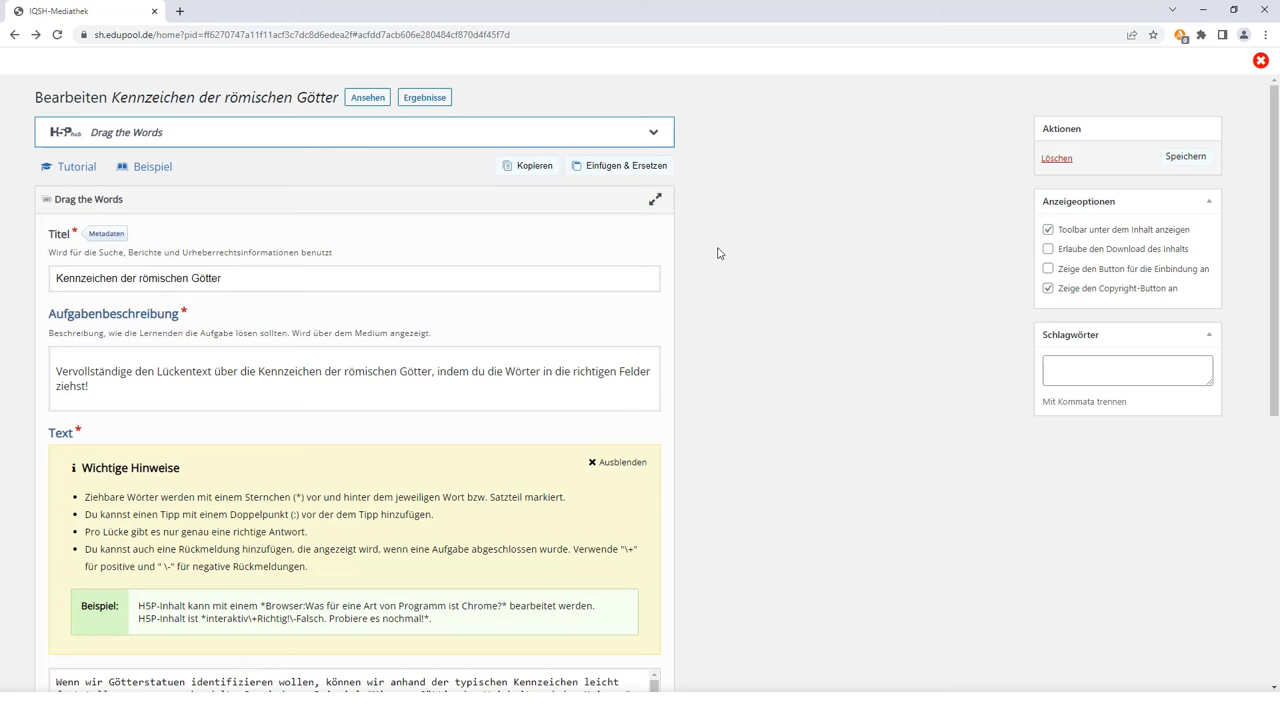 IQSH-Mediathek
sh.edupool.de/home?pid=ff6270747a11f11acf3c7dc8d6edea2f#acfdd7acb606e280484cf870d4f45f7d
Bearbeiten Kennzeichen der römischen Götter Ansehen Ergebnisse
H5P hub Drag the Words
Tutorial Beispiel Kopieren Einfügen & Ersetzen
Drag the Words
Titel* Metadaten
Wird für die Suche, Berichte und Urheberrechtsinformationen benutzt
Kennzeichen der römischen Götter
Aufgabenbeschreibung *
Beschreibung, wie die Lernenden die Aufgabe lösen sollten. Wird über dem Medium angezeigt.
Vervollständige den Lückentext über die Kennzeichen der römischen Götter, indem du die Wörter in die richtigen Felder
ziehst!
Text *
Wichtige Hinweise
Ausblenden
Ziehbare Wörter werden mit einem Sternchen (*) vor und hinter dem jeweiligen Wort bzw. Satzteil markiert.
Du kannst einen Tipp mit einem Doppelpunkt (:) vor der dem Tipp hinzufügen.
Pro Lücke gibt es nur genau eine richtige Antwort.
Du kannst auch eine Rückmeldung hinzufügen, die angezeigt wird, wenn eine Aufgabe abgeschlossen wurde. Verwende "\+"
für positive und " \-" für negative Rückmeldungen.
Beispiel: H5P-Inhalt kann mit einem *Browser:Was für eine Art von Programm ist Chrome?* bearbeitet werden.
H5P-Inhalt ist *interaktiv\+Richtig!\-Falsch. Probiere es nochmal!*.
Wenn wir Götterstatuen identifizieren wollen, können wir anhand der typischen Kennzeichen leicht
Aktionen
Löschen Speichern
Anzeigeoptionen
Toolbar unter dem Inhalt anzeigen
Erlaube den Download des Inhalts
Zeige den Button für die Einbindung an
Zeige den Copyright-Button an
Schlagwörter
Mit Kommata trennen